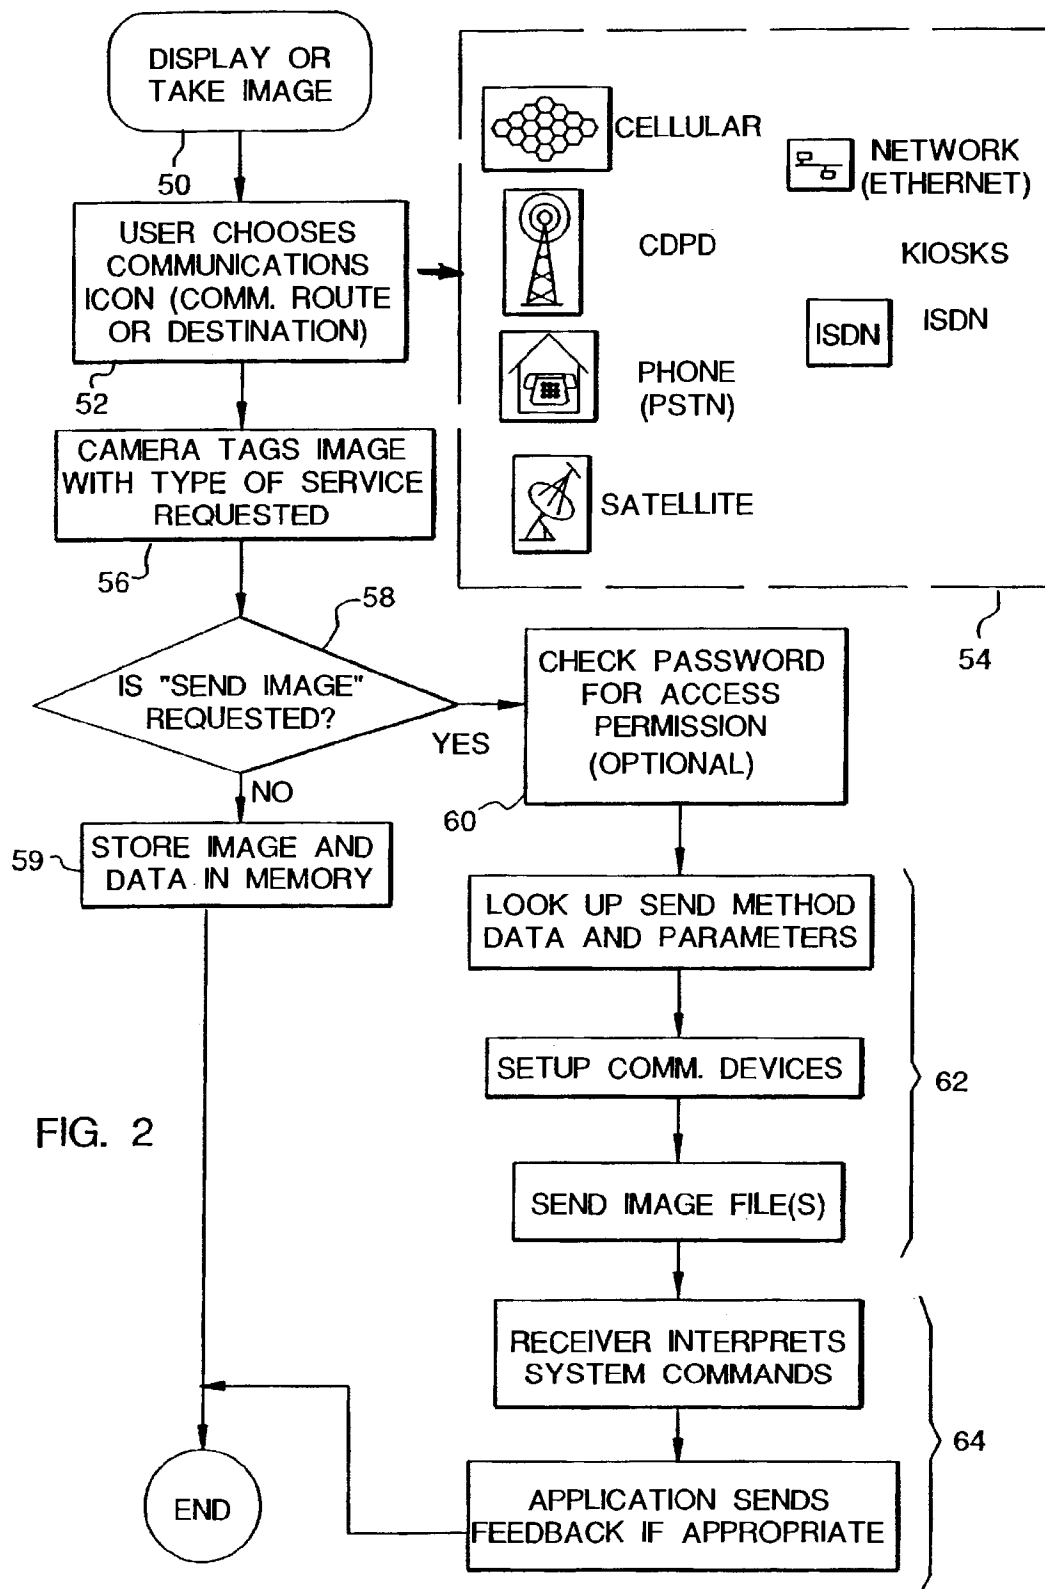 DISPLAY OR
TAKE IMAGE
50
USER CHOOSES
COMMUNICATIONS
ICON (COMM. ROUTE
OR DESTINATION)
52
CELLULAR
CDPD
PHONE
(PSTN)
SATELLITE
NETWORK
(ETHERNET)
KIOSKS
ISDN
ISDN
54
CAMERA TAGS IMAGE
WITH TYPE OF SERVICE
REQUESTED
56
58
IS "SEND IMAGE"
REQUESTED?
YES
NO
CHECK PASSWORD
FOR ACCESS
PERMISSION
(OPTIONAL)
60
59
STORE IMAGE AND
DATA IN MEMORY
LOOK UP SEND METHOD
DATA AND PARAMETERS
SETUP COMM. DEVICES
62
FIG. 2
SEND IMAGE FILE(S)
RECEIVER INTERPRETS
SYSTEM COMMANDS
64
APPLICATION SENDS
FEEDBACK IF APPROPRIATE
END